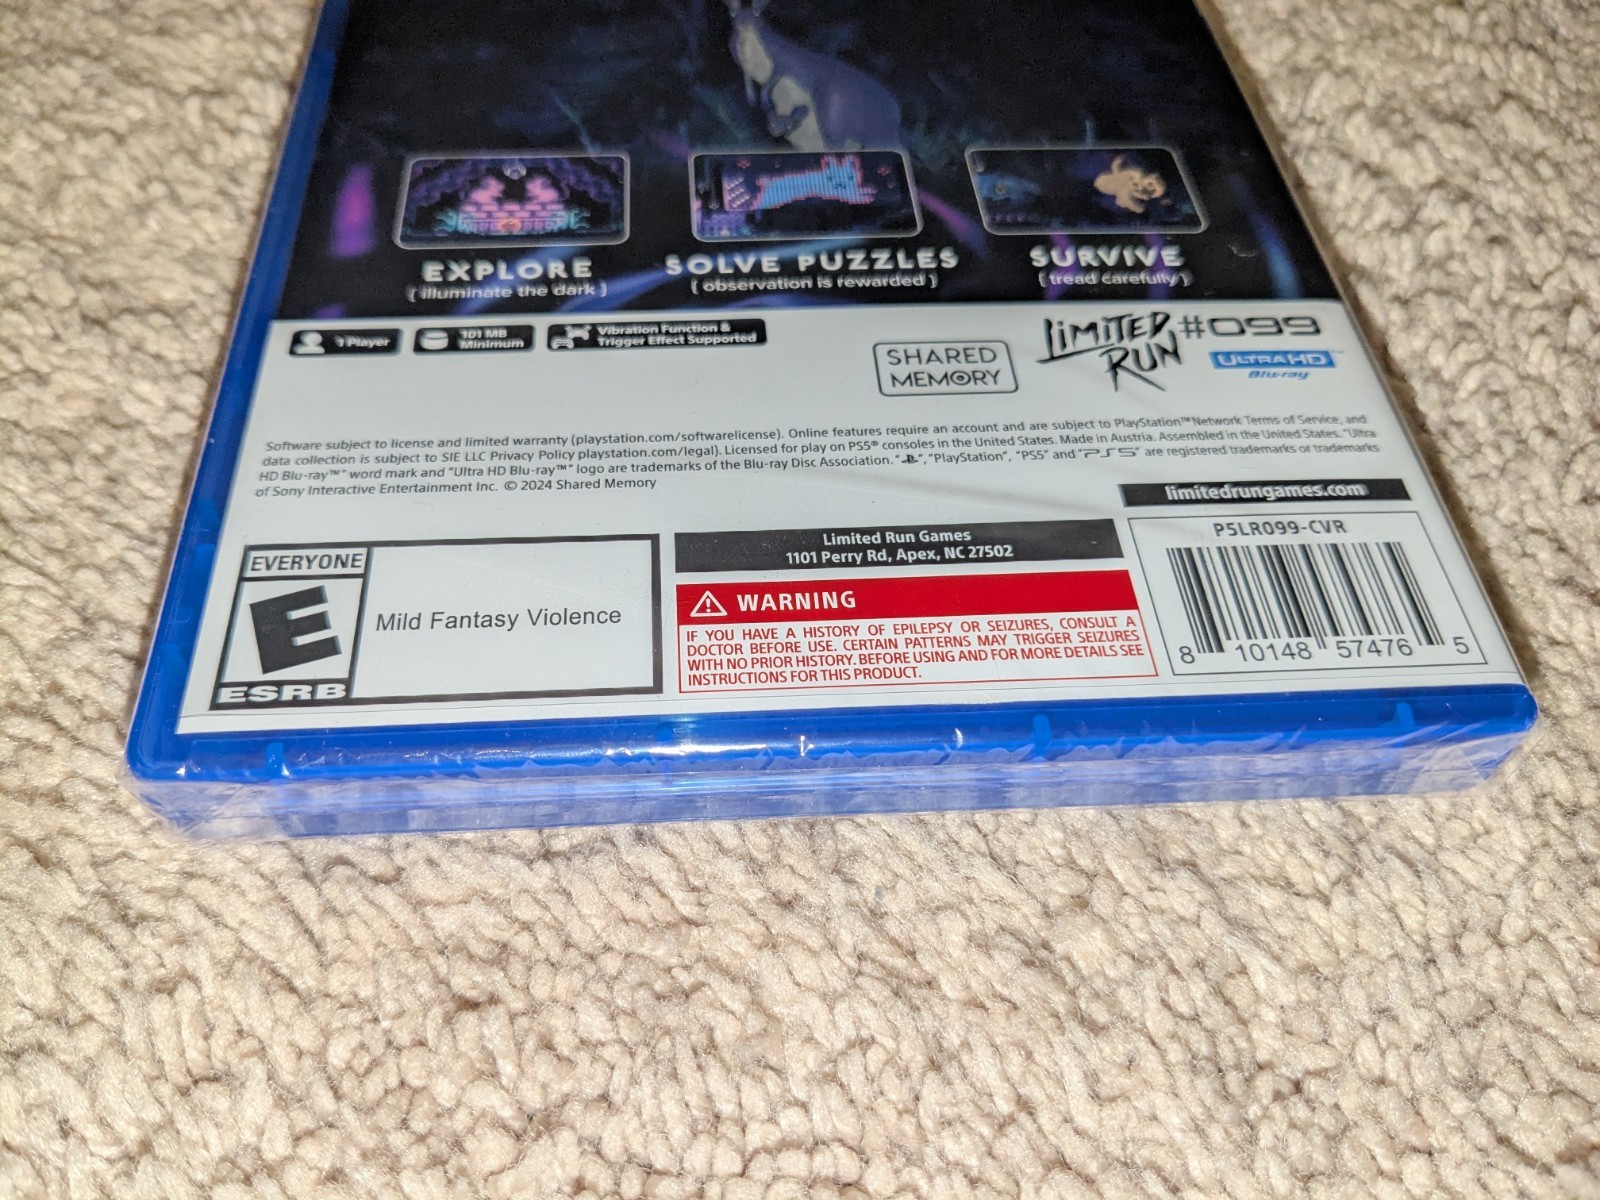 EXPLORE
{ illuminate the dark }
SOLVE PUZZLES
{ observation is rewarded }
SURVIVE
{ tread carefully }
1 Player
101 MB
Minimum
Vibration Function &
Trigger Effect Supported
SHARED
MEMORY
LIMITED
RUN
#099
ULTRA HD
Blu-ray
Software subject to license and limited warranty (playstation.com/softwarelicense). Online features require an account and are subject to PlayStation™Network Terms of Service, and
data collection is subject to SIE LLC Privacy Policy playstation.com/legal). Licensed for play on PS5® consoles in the United States. Made in Austria. Assembled in the United States. "Ultra
HD Blu-ray™" word mark and "Ultra HD Blu-ray™" logo are trademarks of the Blu-ray Disc Association. "", "PlayStation", "PS5" and "PS5" are registered trademarks or trademarks
of Sony Interactive Entertainment Inc. © 2024 Shared Memory
limitedrungames.com
EVERYONE
E
ESRB
Mild Fantasy Violence
Limited Run Games
1101 Perry Rd, Apex, NC 27502
WARNING
IF YOU HAVE A HISTORY OF EPILEPSY OR SEIZURES, CONSULT A
DOCTOR BEFORE USE. CERTAIN PATTERNS MAY TRIGGER SEIZURES
WITH NO PRIOR HISTORY. BEFORE USING AND FOR MORE DETAILS SEE
INSTRUCTIONS FOR THIS PRODUCT.
P5LR099-CVR
8 10148 57476 5